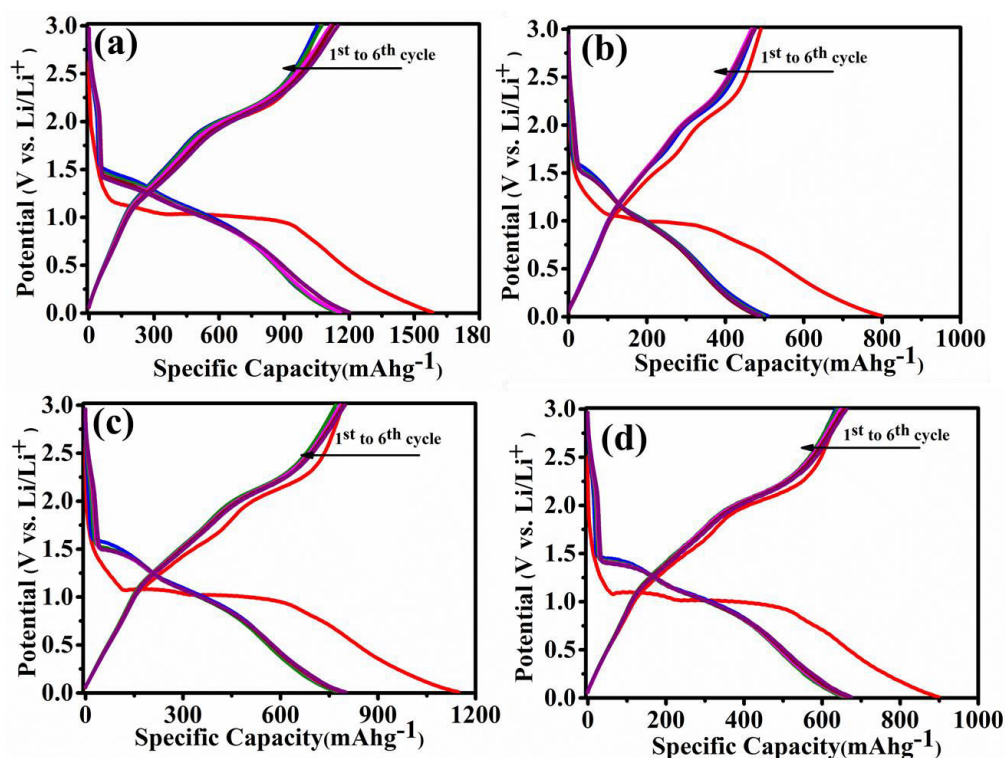 (a)
1st to 6th cycle
3.0
2.5
2.0
1.5
1.0
0.5
0.0
Potential (V vs. Li/Li+)
0 300 600 900 1200 1500 180
Specific Capacity(mAhg-1)
(b)
1st to 6th cycle
3.0
2.5
2.0
1.5
1.0
0.5
0.0
Potential (V vs. Li/Li+)
0 200 400 600 800 1000
Specific Capacity(mAhg-1)
(c)
1st to 6th cycle
3.0
2.5
2.0
1.5
1.0
0.5
0.0
Potential (V vs. Li/Li+)
0 300 600 900 1200
Specific Capacity(mAhg-1)
(d)
1st to 6th cycle
3.0
2.5
2.0
1.5
1.0
0.5
0.0
Potential (V vs. Li/Li+)
0 200 400 600 800 1000
Specific Capacity(mAhg-1)